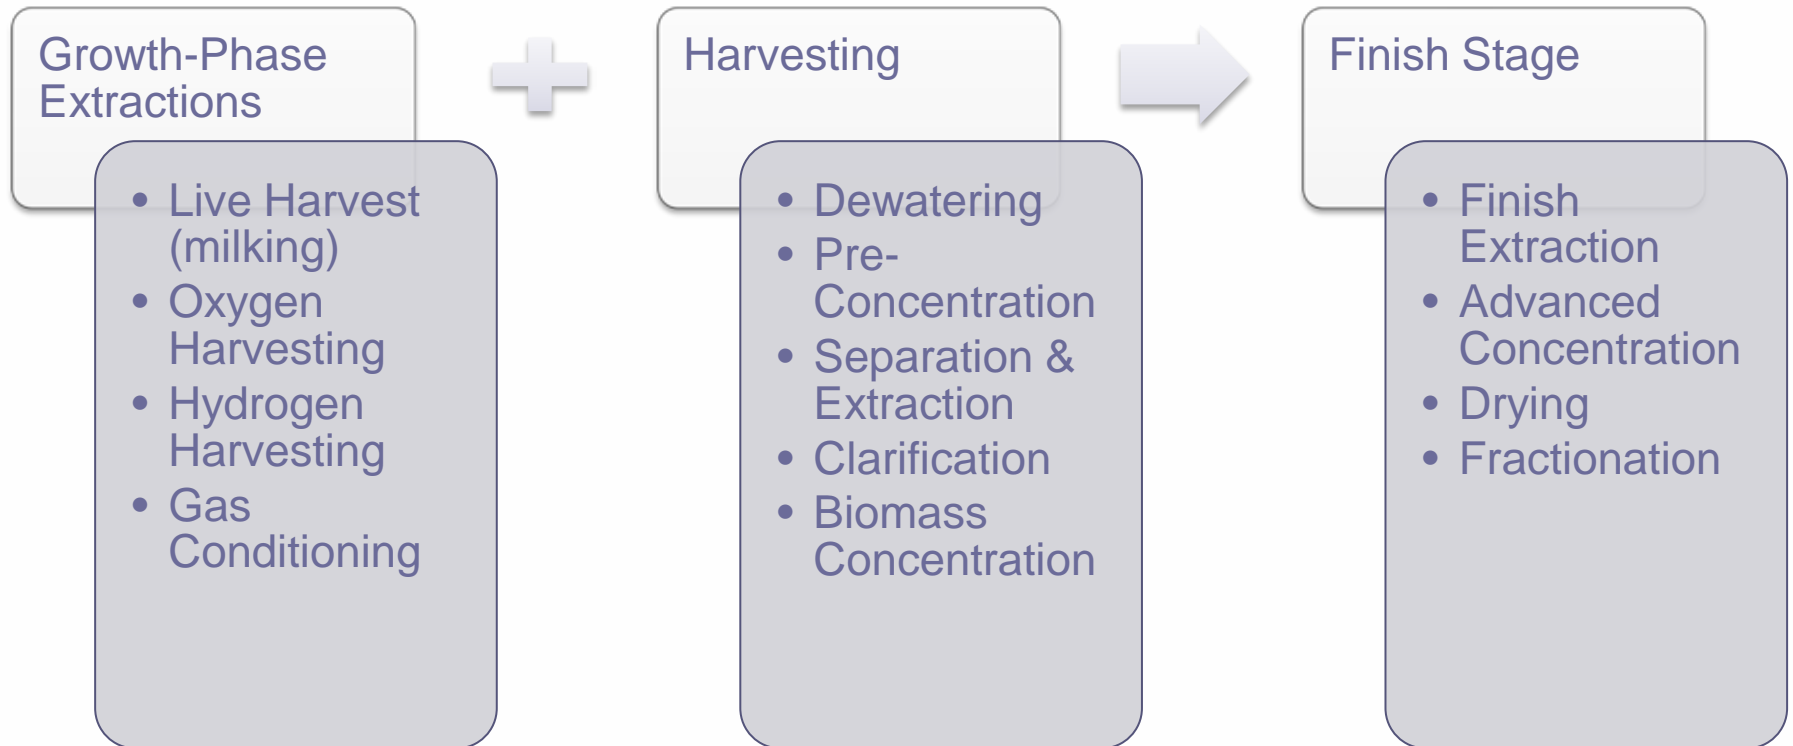 Growth-Phase
Extractions
• Live Harvest
(milking)
• Oxygen
Harvesting
• Hydrogen
Harvesting
• Gas
Conditioning
Harvesting
• Dewatering
• Pre-
Concentration
• Separation &
Extraction
• Clarification
• Biomass
Concentration
Finish Stage
• Finish
Extraction
• Advanced
Concentration
• Drying
• Fractionation